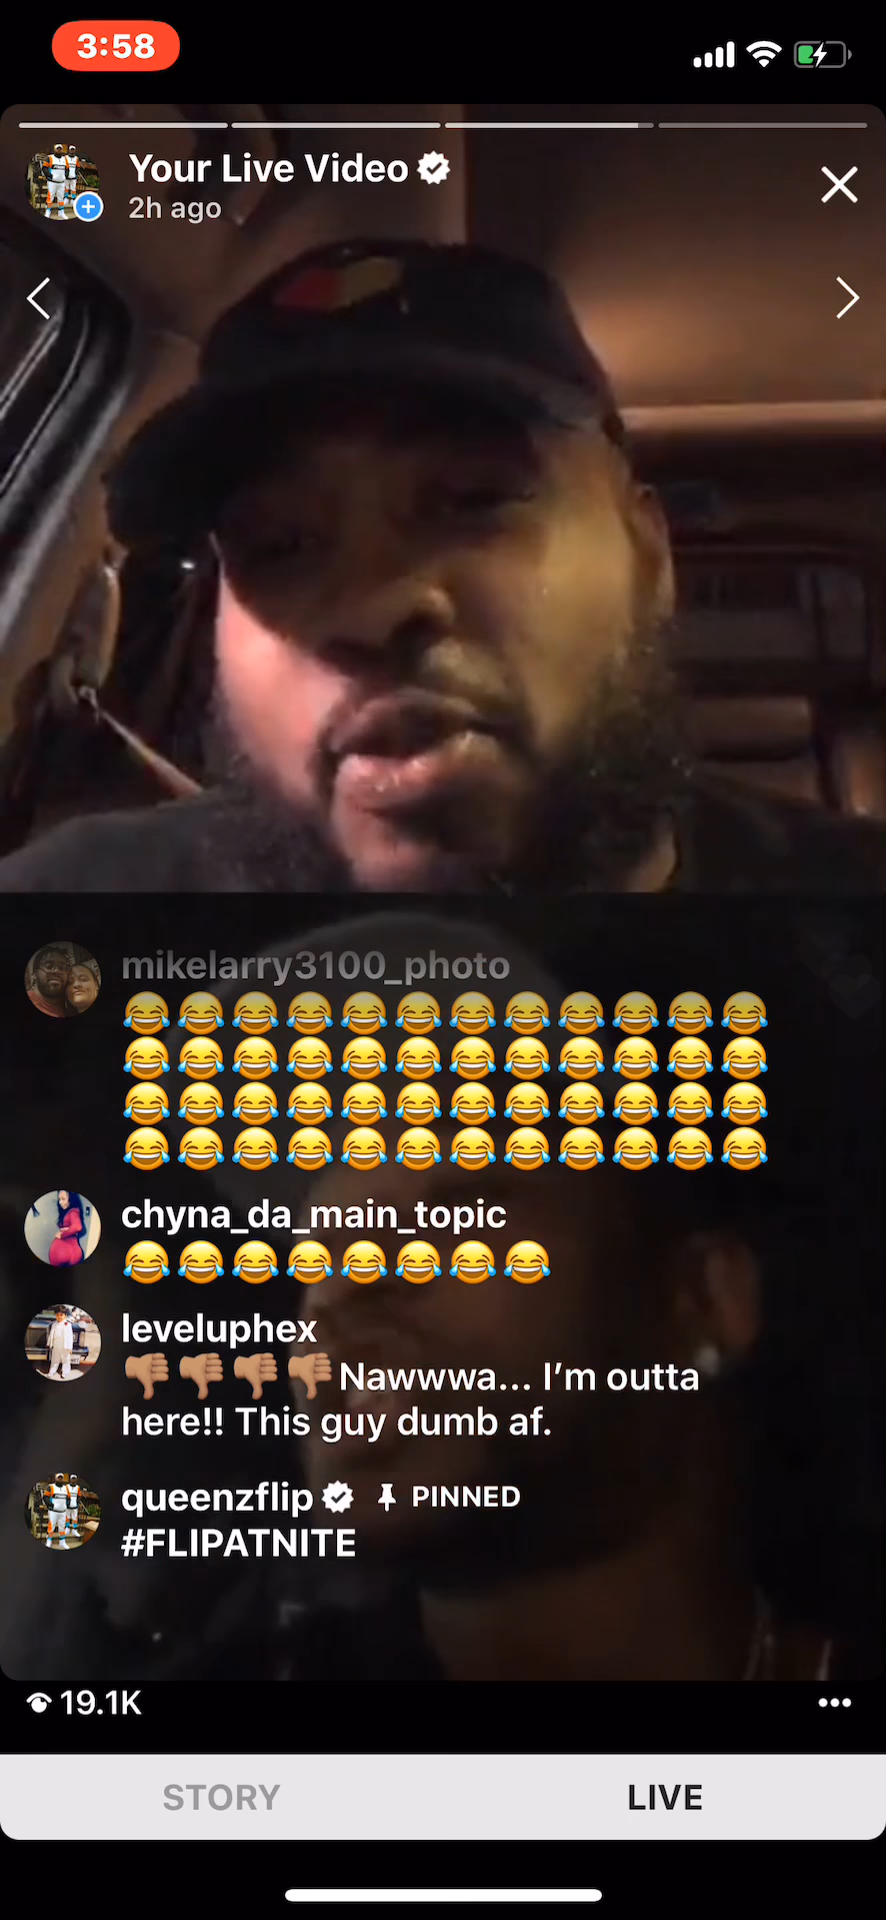 3:58
Your Live Video
2h ago
mikelarry3100_photo
😂😂😂😂😂😂😂😂😂😂😂😂
😂😂😂😂😂😂😂😂😂😂😂😂
😂😂😂😂😂😂😂😂😂😂😂😂
😂😂😂😂😂😂😂😂😂😂😂😂
chyna_da_main_topic
😂😂😂😂😂😂😂😂
leveluphex
👎🏽👎🏽👎🏽👎🏽Nawwwa... I’m outta
here!! This guy dumb af.
queenzflip PINNED
#FLIPATNITE
19.1K
STORY LIVE